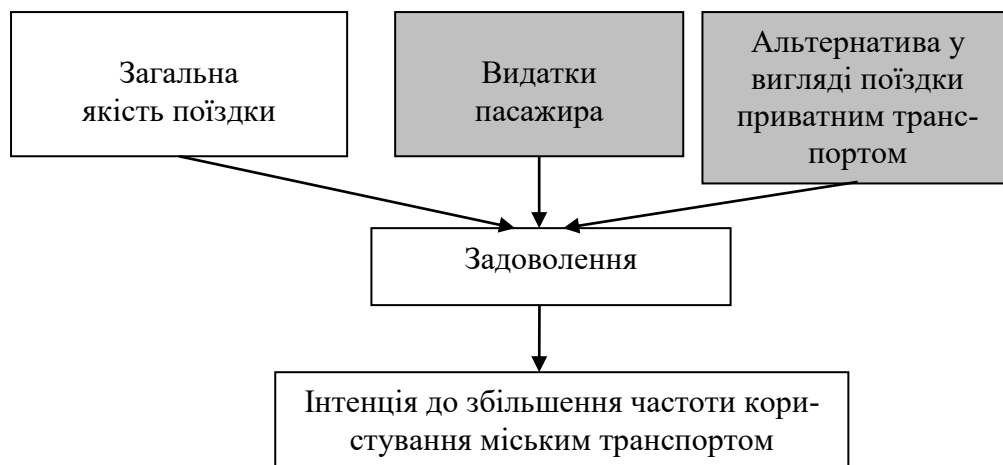 Загальна
якість поїздки
Видатки
пасажира
Альтернатива у
вигляді поїздки
приватним транс-
портом
Задоволення
Інтенція до збільшення частоти кори-
стування міським транспортом